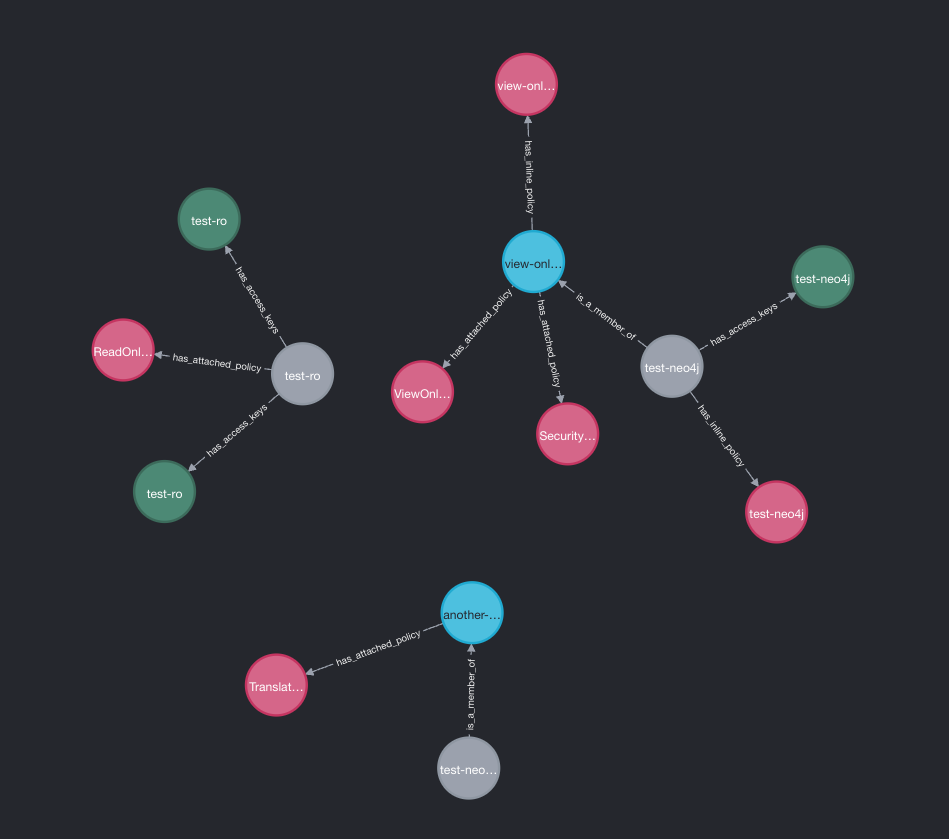 view-onl...
has_inline_policy
view-onl...
has_attached_policy
has_attached_policy
ViewOnl...
Security...
is_a_member_of
test-neo4j
has_access_keys
test-neo4j
has_inline_policy
test-neo4j
test-ro
has_access_keys
ReadOnl...
has_attached_policy
test-ro
has_access_keys
test-ro
another-...
has_attached_policy
Translat...
is_a_member_of
test-neo...